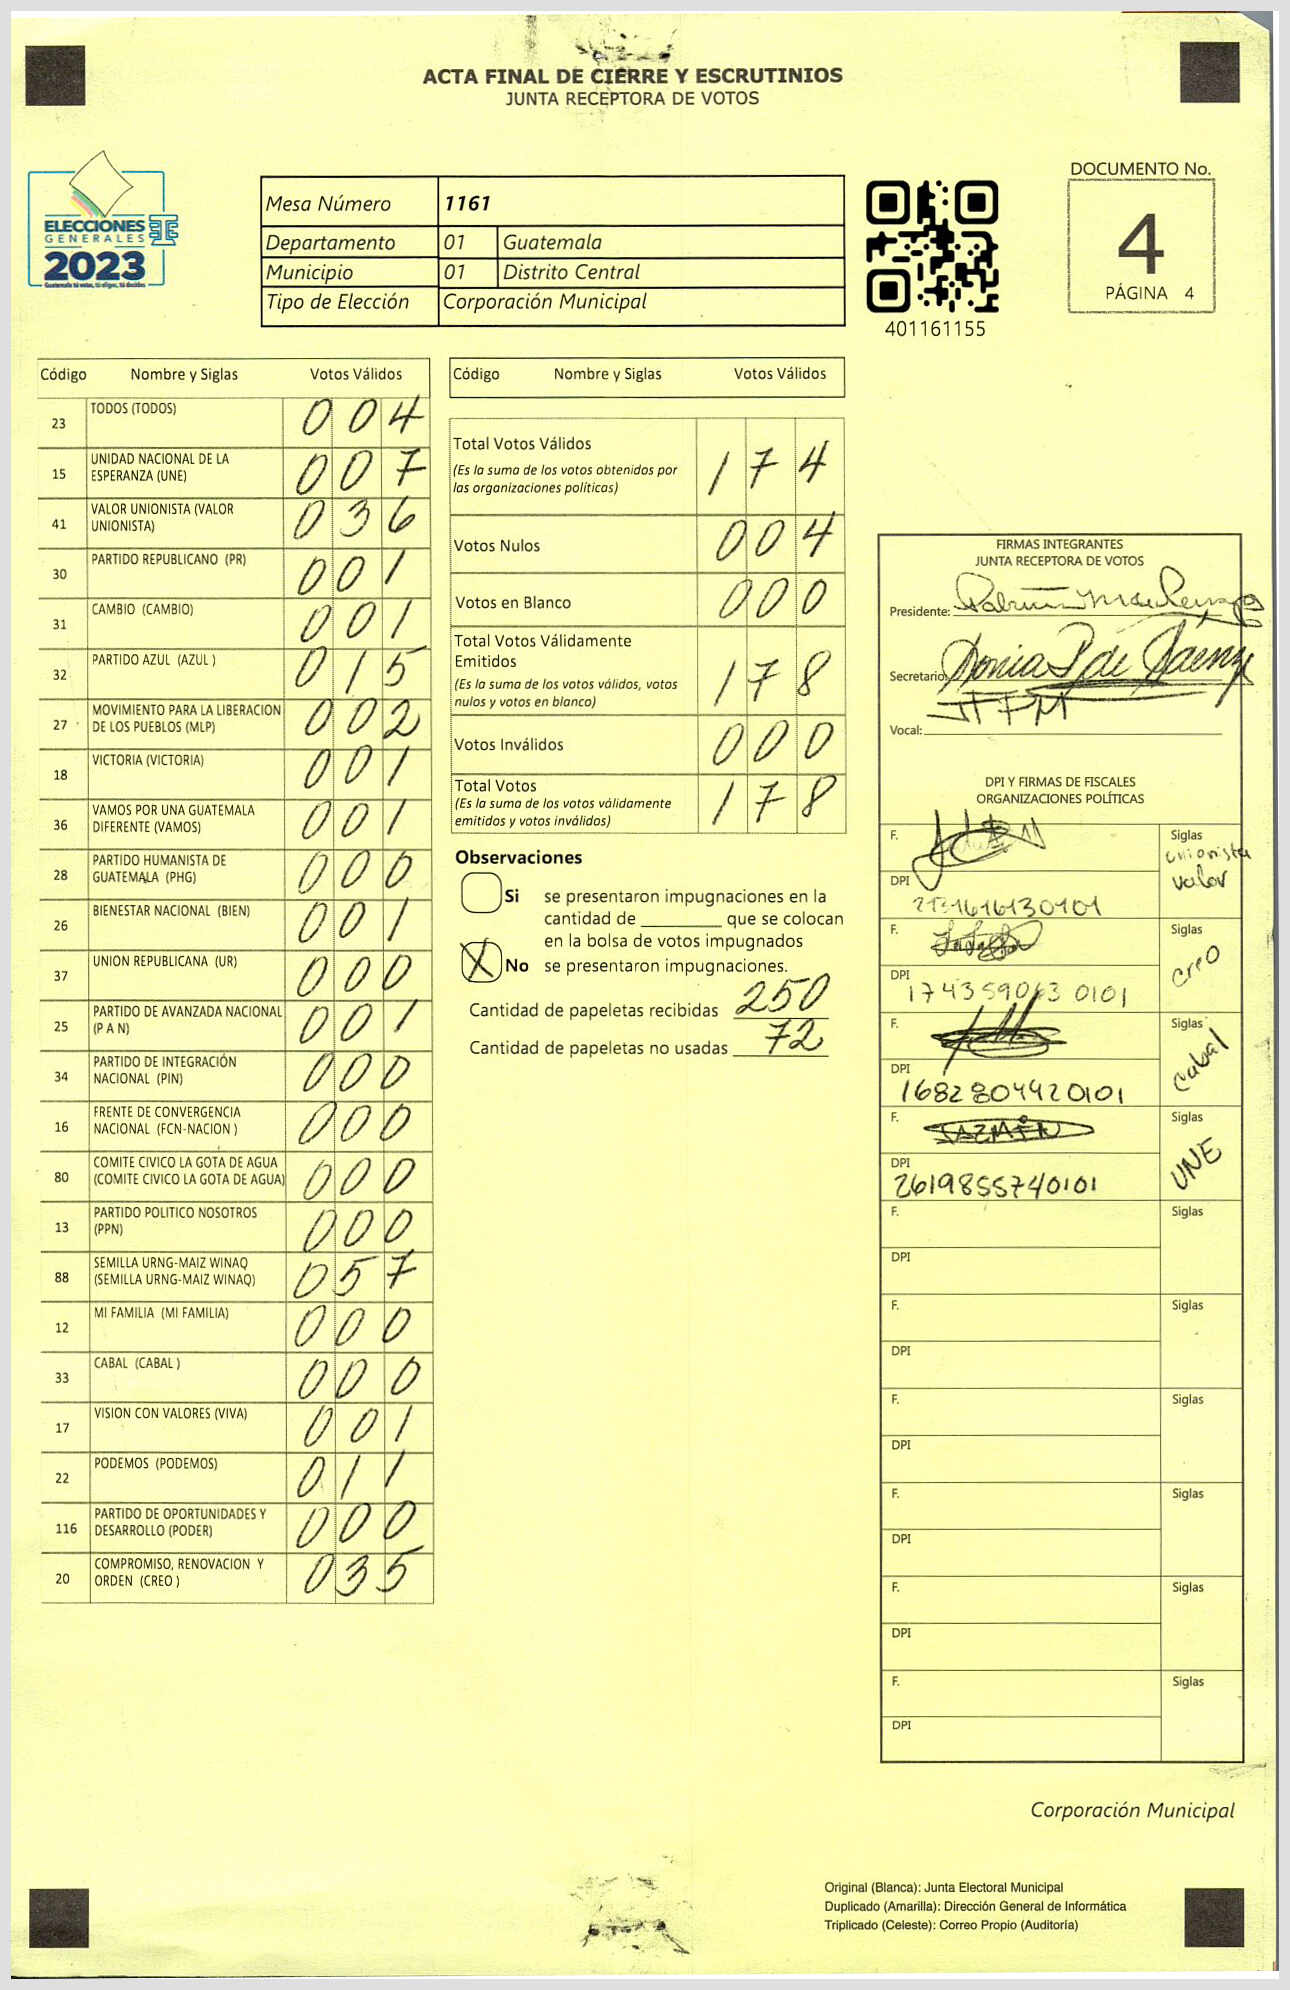 ACTA FINAL DE CIERRE Y ESCRUTINIOS
JUNTA RECEPTORA DE VOTOS
ELECCIONES
GENERALES
2023
Guatemala tú votas, tú eliges, tú decides
Mesa Número 1161
Departamento 01 Guatemala
Municipio 01 Distrito Central
Tipo de Elección Corporación Municipal
401161155
DOCUMENTO No.
4
PÁGINA 4
Código Nombre y Siglas Votos Válidos
23 TODOS (TODOS) 004
15 UNIDAD NACIONAL DE LA
ESPERANZA (UNE) 007
41 VALOR UNIONISTA (VALOR
UNIONISTA) 036
30 PARTIDO REPUBLICANO (PR) 001
31 CAMBIO (CAMBIO) 001
32 PARTIDO AZUL (AZUL ) 015
27 MOVIMIENTO PARA LA LIBERACION
DE LOS PUEBLOS (MLP) 002
18 VICTORIA (VICTORIA) 001
36 VAMOS POR UNA GUATEMALA
DIFERENTE (VAMOS) 001
28 PARTIDO HUMANISTA DE
GUATEMALA (PHG) 000
26 BIENESTAR NACIONAL (BIEN) 001
37 UNION REPUBLICANA (UR) 000
25 PARTIDO DE AVANZADA NACIONAL
(P A N) 001
34 PARTIDO DE INTEGRACIÓN
NACIONAL (PIN) 000
16 FRENTE DE CONVERGENCIA
NACIONAL (FCN-NACION ) 000
80 COMITE CIVICO LA GOTA DE AGUA
(COMITE CIVICO LA GOTA DE AGUA) 000
13 PARTIDO POLITICO NOSOTROS
(PPN) 000
88 SEMILLA URNG-MAIZ WINAQ
(SEMILLA URNG-MAIZ WINAQ) 057
12 MI FAMILIA (MI FAMILIA) 000
33 CABAL (CABAL ) 000
17 VISION CON VALORES (VIVA) 001
22 PODEMOS (PODEMOS) 011
116 PARTIDO DE OPORTUNIDADES Y
DESARROLLO (PODER) 000
20 COMPROMISO, RENOVACION Y
ORDEN (CREO ) 035
Código Nombre y Siglas Votos Válidos
Total Votos Válidos 174
(Es la suma de los votos obtenidos por
las organizaciones políticas)
Votos Nulos 004
Votos en Blanco 000
Total Votos Válidamente
Emitidos 178
(Es la suma de los votos válidos, votos
nulos y votos en blanco)
Votos Inválidos 000
Total Votos 178
(Es la suma de los votos válidamente
emitidos y votos inválidos)
Observaciones
Si se presentaron impugnaciones en la
cantidad de ________ que se colocan
en la bolsa de votos impugnados
X No se presentaron impugnaciones.
Cantidad de papeletas recibidas 250
Cantidad de papeletas no usadas 72
FIRMAS INTEGRANTES
JUNTA RECEPTORA DE VOTOS
Presidente:
Secretario: Sonia P de Sáenz
Vocal: JFPM
DPI Y FIRMAS DE FISCALES
ORGANIZACIONES POLÍTICAS
F. Siglas
unionista
valor
DPI
F. Siglas
creo
DPI
F. Siglas
cabal
DPI 1682804420101
F. JAZMÍN Siglas
UNE
DPI 2619855740101
F. Siglas
DPI
F. Siglas
DPI
F. Siglas
DPI
F. Siglas
DPI
F. Siglas
DPI
F. Siglas
DPI
Corporación Municipal
Original (Blanca): Junta Electoral Municipal
Duplicado (Amarilla): Dirección General de Informática
Triplicado (Celeste): Correo Propio (Auditoría)